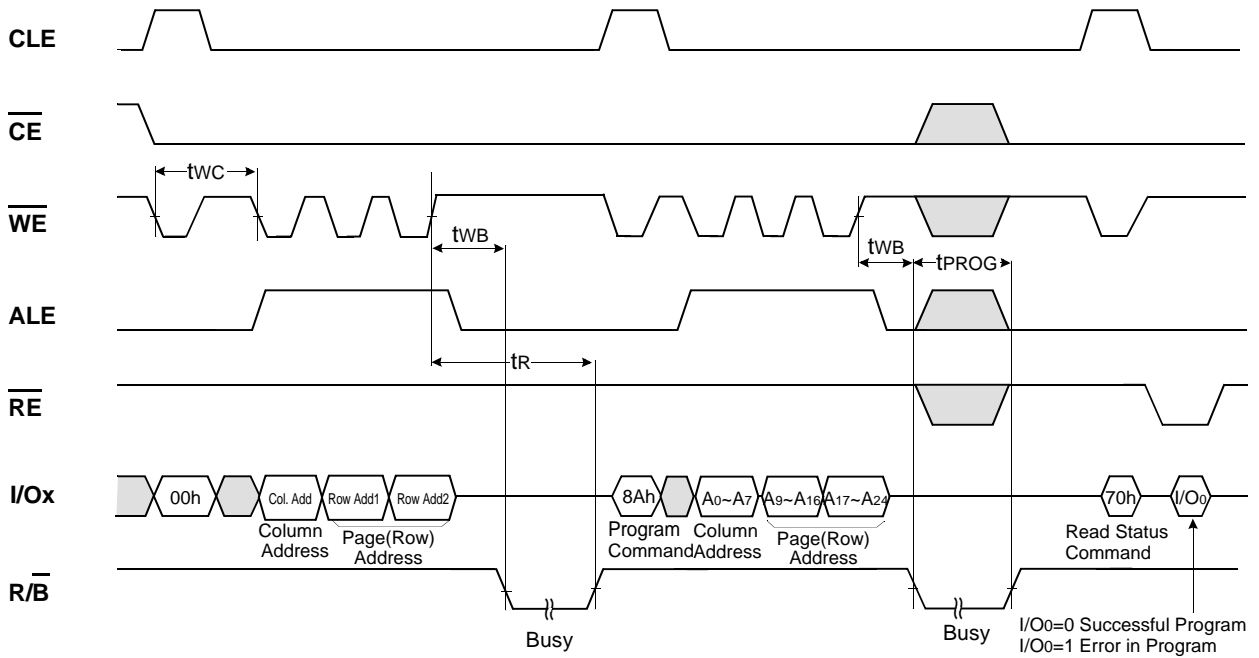 CLE
CE
tWC
WE
tWB
tWB
tPROG
ALE
tR
RE
I/Ox
00h
Col. Add
Row Add1
Row Add2
8Ah
A0~A7
A9~A16
A17~A24
70h
I/O0
Column
Address
Page(Row)
Address
Program
Command
Column
Address
Page(Row)
Address
Read Status
Command
R/B
Busy
Busy
I/O0=0 Successful Program
I/O0=1 Error in Program